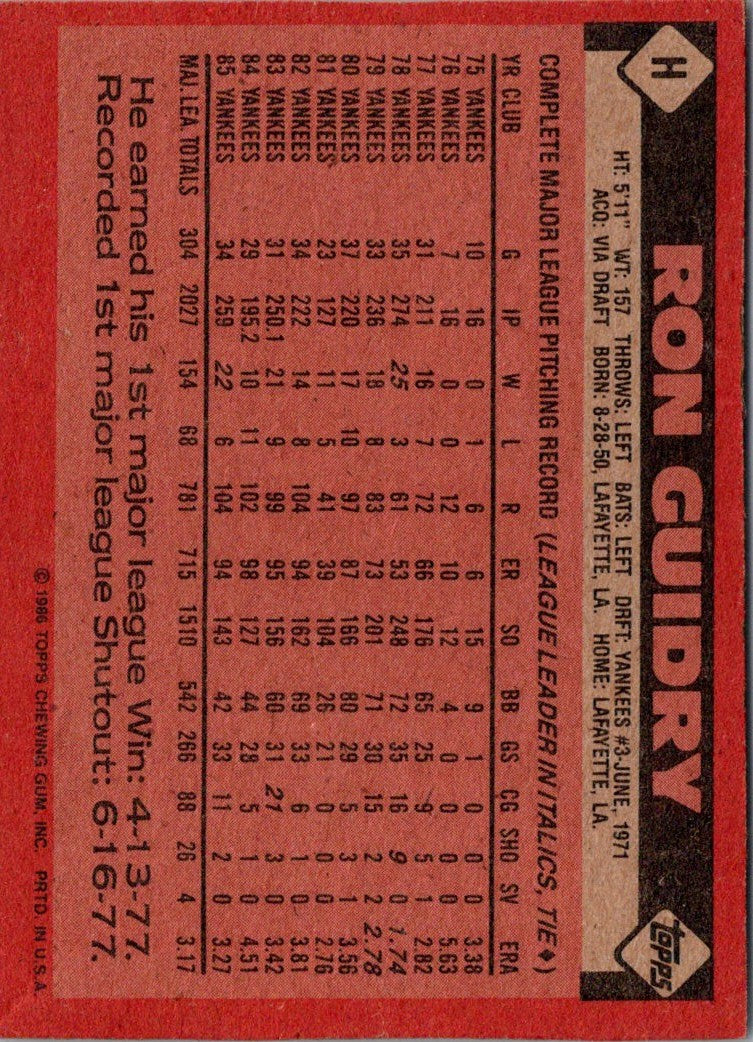 H
RON GUIDRY
topps
HT: 5'11" WT: 157 THROWS: LEFT BATS: LEFT DRFT: YANKEES #3-JUNE, 1971
ACQ: VIA DRAFT BORN: 8-28-50, LAFAYETTE, LA HOME: LAFAYETTE, LA.
COMPLETE MAJOR LEAGUE PITCHING RECORD (LEAGUE LEADER IN ITALICS, TIE♦)
YR CLUB G IP W L R ER SO BB GS CG SHO SV ERA
75 YANKEES 10 16 0 1 6 6 15 9 1 0 0 0 3.38
76 YANKEES 7 16 0 0 12 10 12 4 0 0 0 0 5.63
77 YANKEES 31 211 16 7 72 66 176 65 25 9 5 1 2.82
78 YANKEES 35 274 25 3 61 53 248 72 35 16 9 0 1.74
79 YANKEES 33 236 18 8 83 73 201 71 30 15 2 2 2.78
80 YANKEES 37 220 17 10 97 87 166 80 29 5 3 1 3.56
81 YANKEES 23 127 11 5 41 39 104 26 21 0 0 0 2.76
82 YANKEES 34 222 14 8 104 94 162 69 33 6 1 0 3.81
83 YANKEES 31 250.1 21 9 99 95 156 60 31 21 3 0 3.42
84 YANKEES 29 195.2 10 11 102 98 127 44 28 5 1 0 4.51
85 YANKEES 34 259 22 6 104 94 143 42 33 11 2 0 3.27
MAJ. LEA. TOTALS 304 2027 154 68 781 715 1510 542 266 88 26 4 3.17
He earned his 1st major league Win: 4-13-77.
Recorded 1st major league Shutout: 6-16-77.
© 1986 TOPPS CHEWING GUM, INC. PRTD. IN U.S.A.